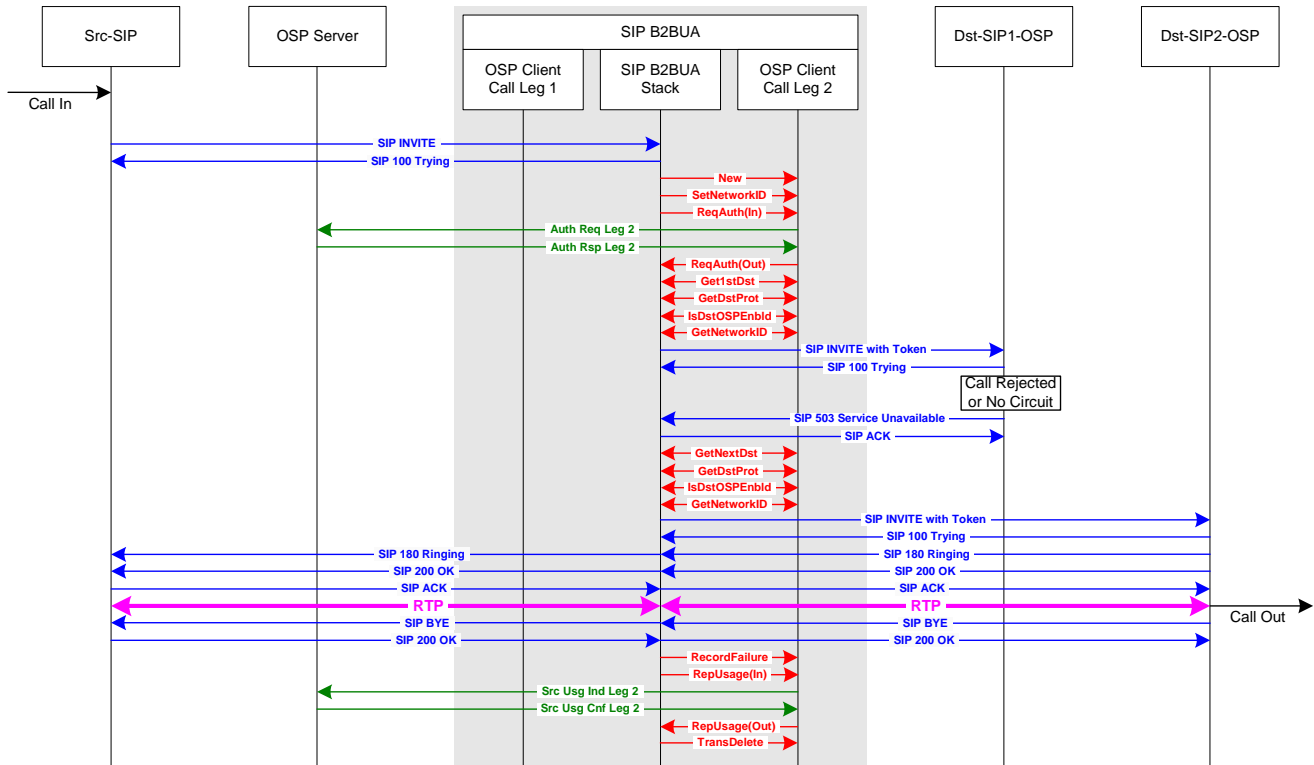 Src-SIP
OSP Server
SIP B2BUA
Dst-SIP1-OSP
Dst-SIP2-OSP
OSP Client
Call Leg 1
SIP B2BUA
Stack
OSP Client
Call Leg 2
Call In
SIP INVITE
SIP 100 Trying
New
SetNetworkID
ReqAuth(In)
Auth Req Leg 2
Auth Rsp Leg 2
ReqAuth(Out)
Get1stDst
GetDstProt
IsDstOSPEnbld
GetNetworkID
SIP INVITE with Token
SIP 100 Trying
Call Rejected
or No Circuit
SIP 503 Service Unavailable
SIP ACK
GetNextDst
GetDstProt
IsDstOSPEnbld
GetNetworkID
SIP INVITE with Token
SIP 100 Trying
SIP 180 Ringing
SIP 180 Ringing
SIP 200 OK
SIP 200 OK
SIP ACK
SIP ACK
RTP
RTP
Call Out
SIP BYE
SIP BYE
SIP 200 OK
SIP 200 OK
RecordFailure
RepUsage(In)
Src Usg Ind Leg 2
Src Usg Cnf Leg 2
RepUsage(Out)
TransDelete